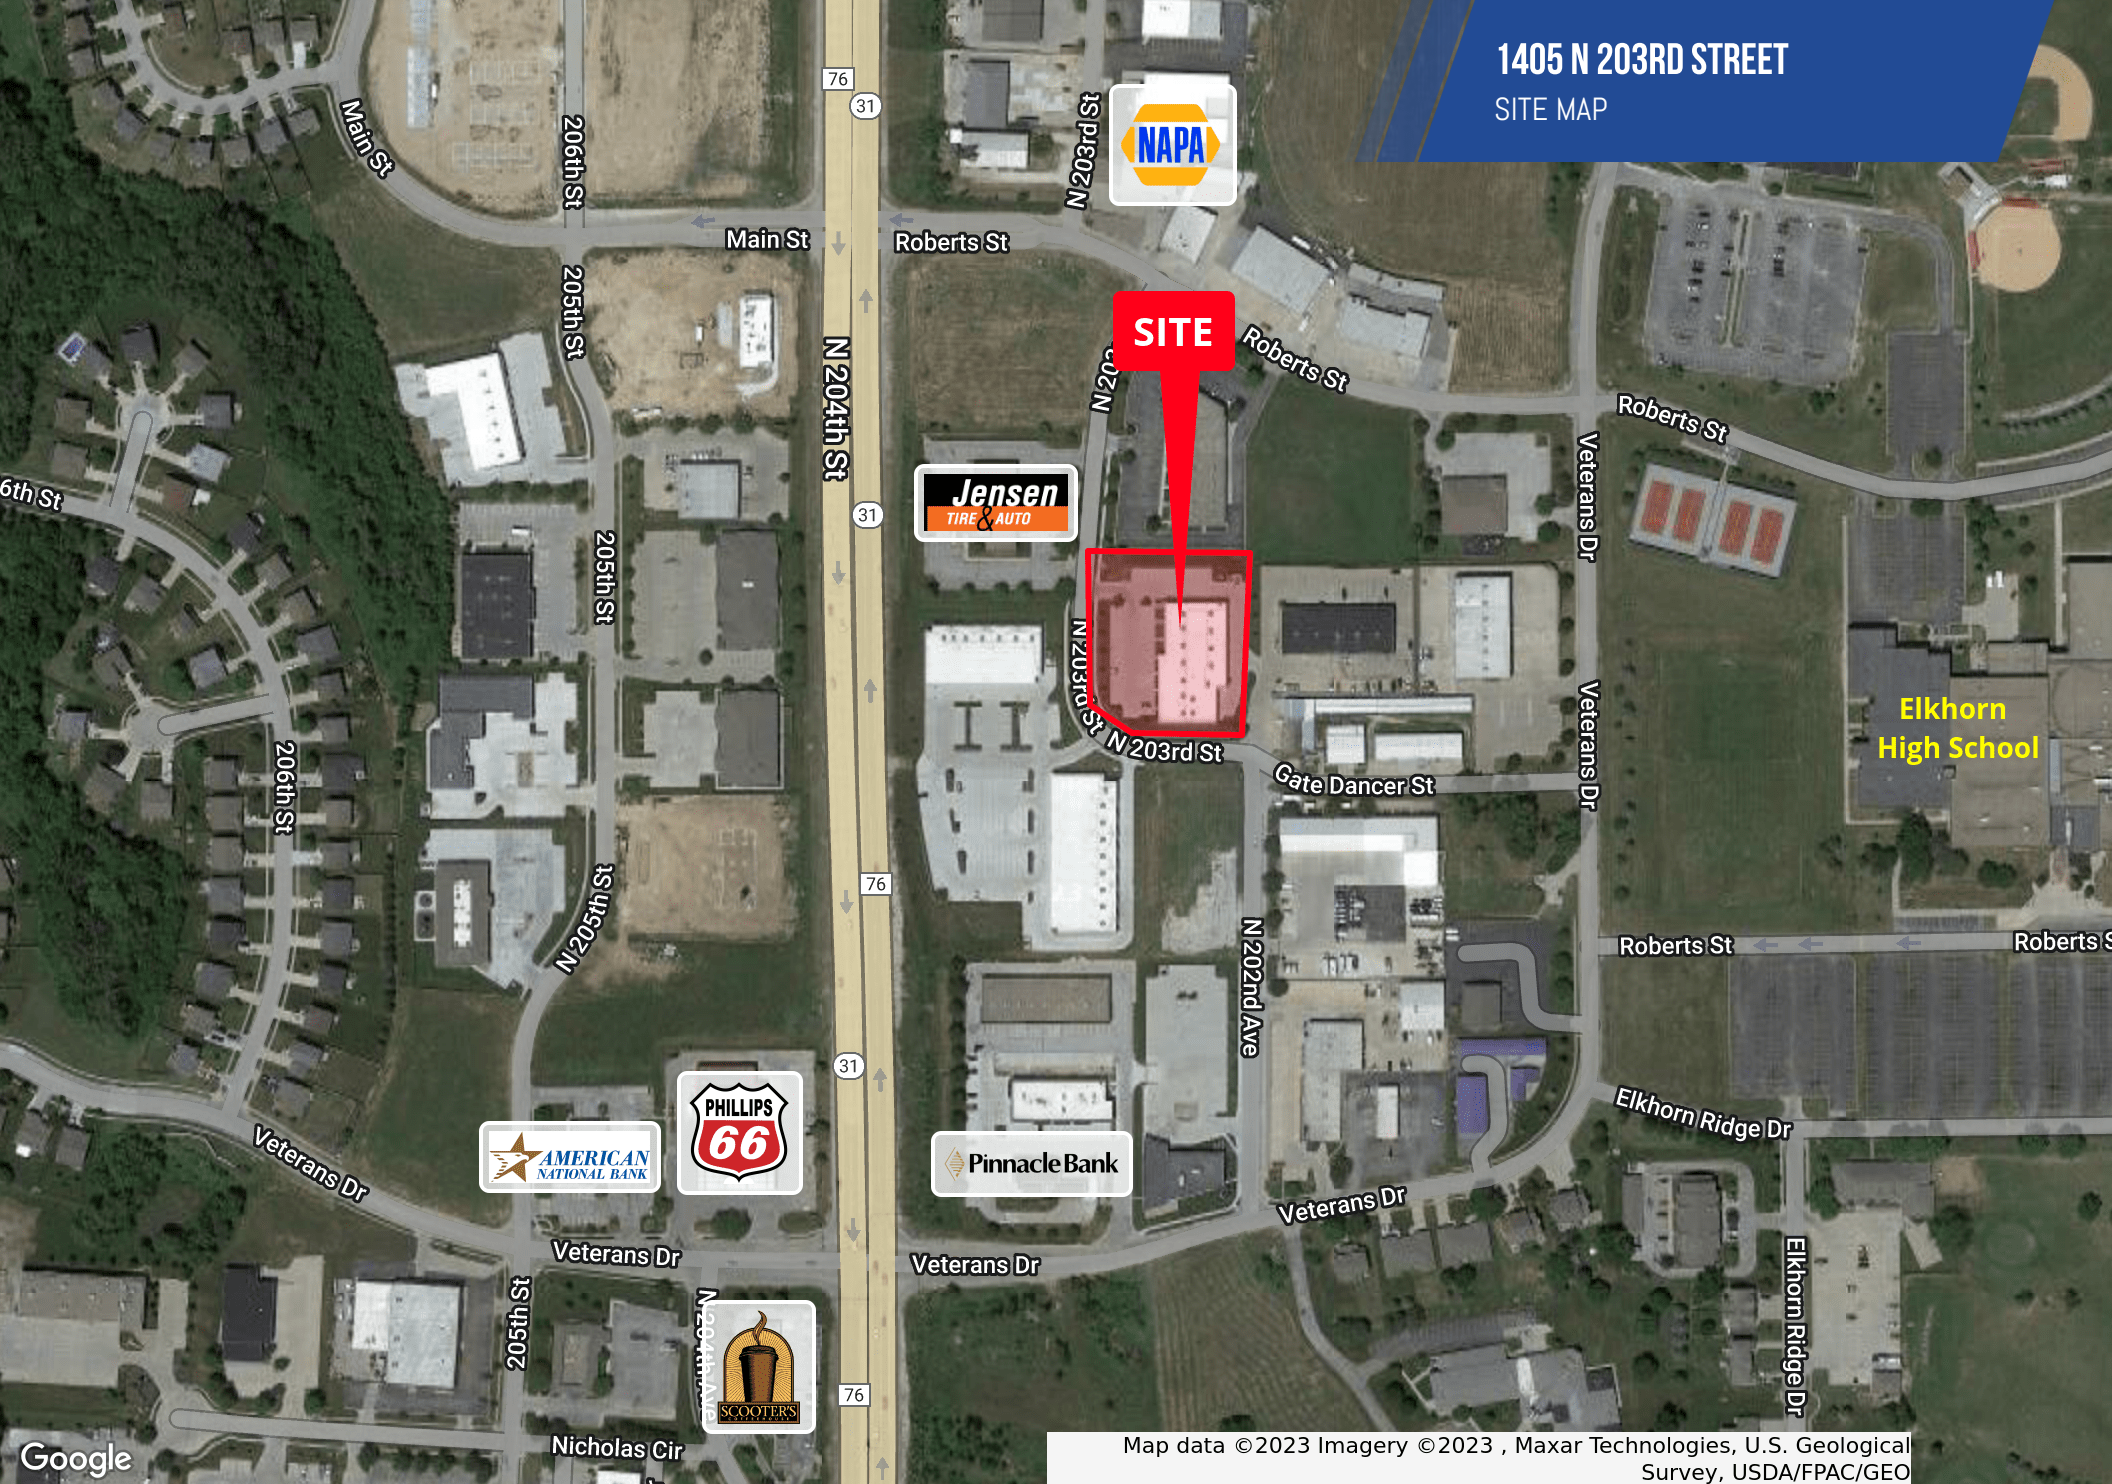 1405 N 203RD STREET
SITE MAP
76
31
Main St
206th St
N 203rd St
NAPA
Main St
Roberts St
205th St
SITE
N 204th St
N 203
Roberts St
Roberts St
Veterans Dr
6th St
Jensen
TIRE & AUTO
31
205th St
N 203rd St
N 203rd St
Gate Dancer St
Veterans Dr
Elkhorn
High School
206th St
76
N 205th St
N 202nd Ave
Roberts St
Roberts S
31
Elkhorn Ridge Dr
PHILLIPS
66
AMERICAN
NATIONAL BANK
Pinnacle Bank
Veterans Dr
Veterans Dr
Veterans Dr
Veterans Dr
205th St
N 204th Ave
Elkhorn Ridge Dr
SCOOTER'S
COFFEEHOUSE
76
Nicholas Cir
Google
Map data ©2023 Imagery ©2023 , Maxar Technologies, U.S. Geological
Survey, USDA/FPAC/GEO